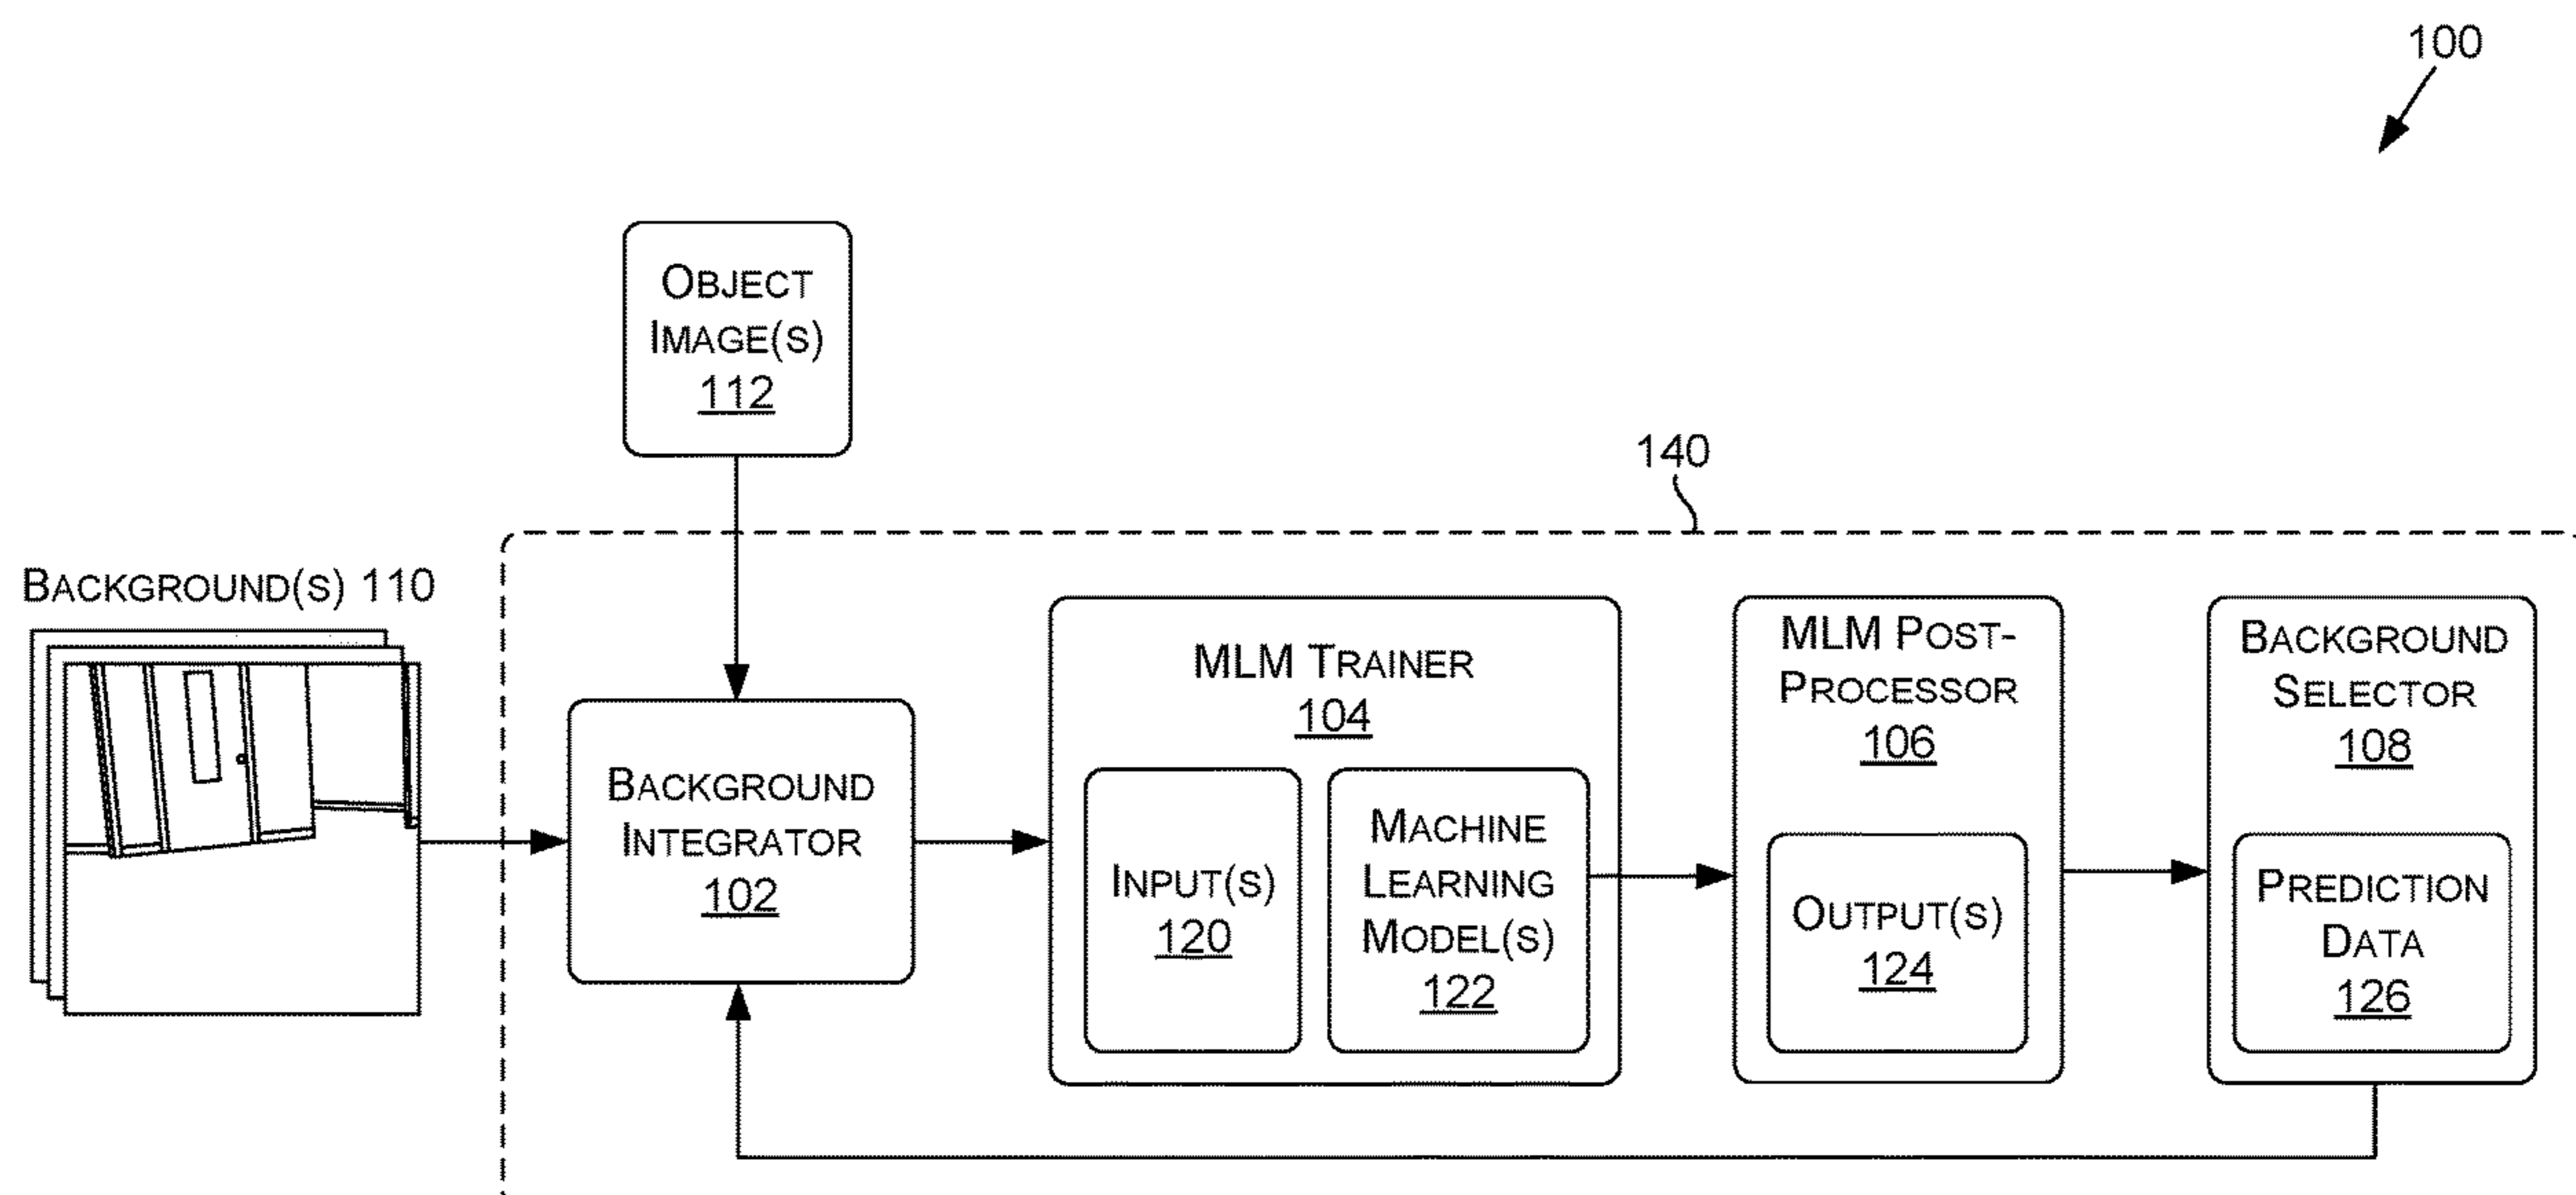 100
OBJECT
IMAGE(S)
112
140
BACKGROUND(S) 110
BACKGROUND
INTEGRATOR
102
MLM TRAINER
104
INPUT(S)
120
MACHINE
LEARNING
MODEL(S)
122
MLM POST-
PROCESSOR
106
OUTPUT(S)
124
BACKGROUND
SELECTOR
108
PREDICTION
DATA
126